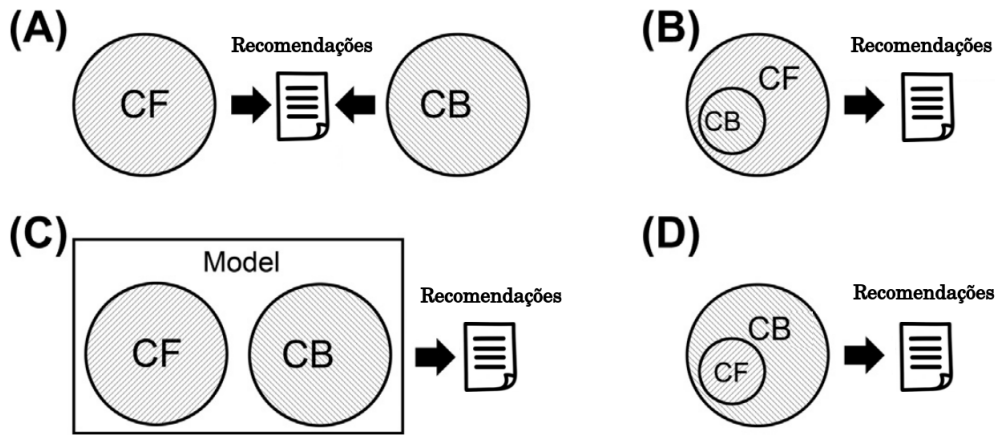 (A)
Recomendações
CF
CB
(B)
Recomendações
CF
CB
(C)
Model
CF
CB
Recomendações
(D)
Recomendações
CB
CF